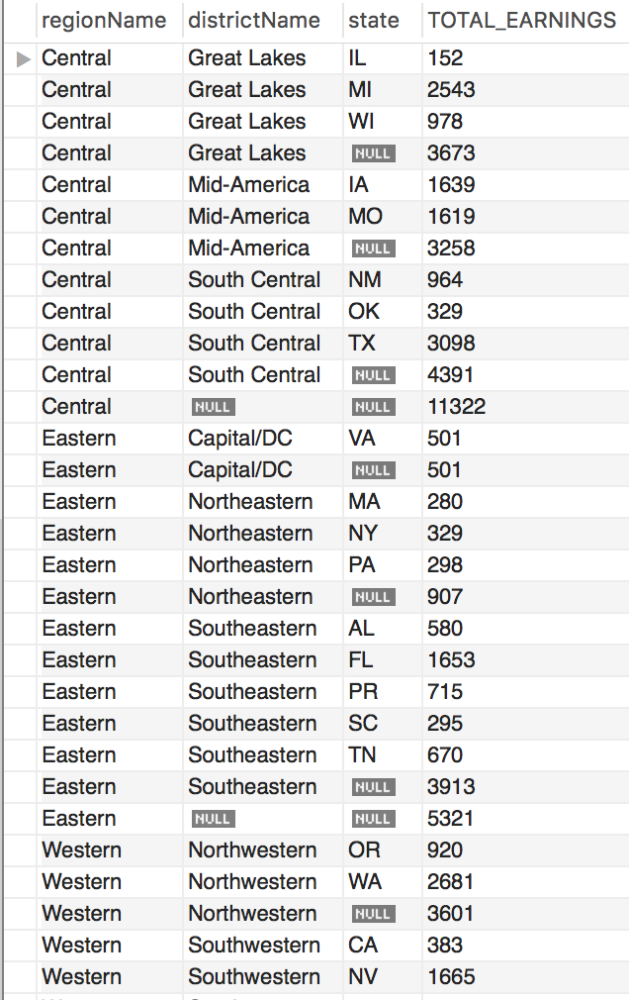 regionName districtName state TOTAL_EARNINGS
Central Great Lakes IL 152
Central Great Lakes MI 2543
Central Great Lakes WI 978
Central Great Lakes NULL 3673
Central Mid-America IA 1639
Central Mid-America MO 1619
Central Mid-America NULL 3258
Central South Central NM 964
Central South Central OK 329
Central South Central TX 3098
Central South Central NULL 4391
Central NULL NULL 11322
Eastern Capital/DC VA 501
Eastern Capital/DC NULL 501
Eastern Northeastern MA 280
Eastern Northeastern NY 329
Eastern Northeastern PA 298
Eastern Northeastern NULL 907
Eastern Southeastern AL 580
Eastern Southeastern FL 1653
Eastern Southeastern PR 715
Eastern Southeastern SC 295
Eastern Southeastern TN 670
Eastern Southeastern NULL 3913
Eastern NULL NULL 5321
Western Northwestern OR 920
Western Northwestern WA 2681
Western Northwestern NULL 3601
Western Southwestern CA 383
Western Southwestern NV 1665